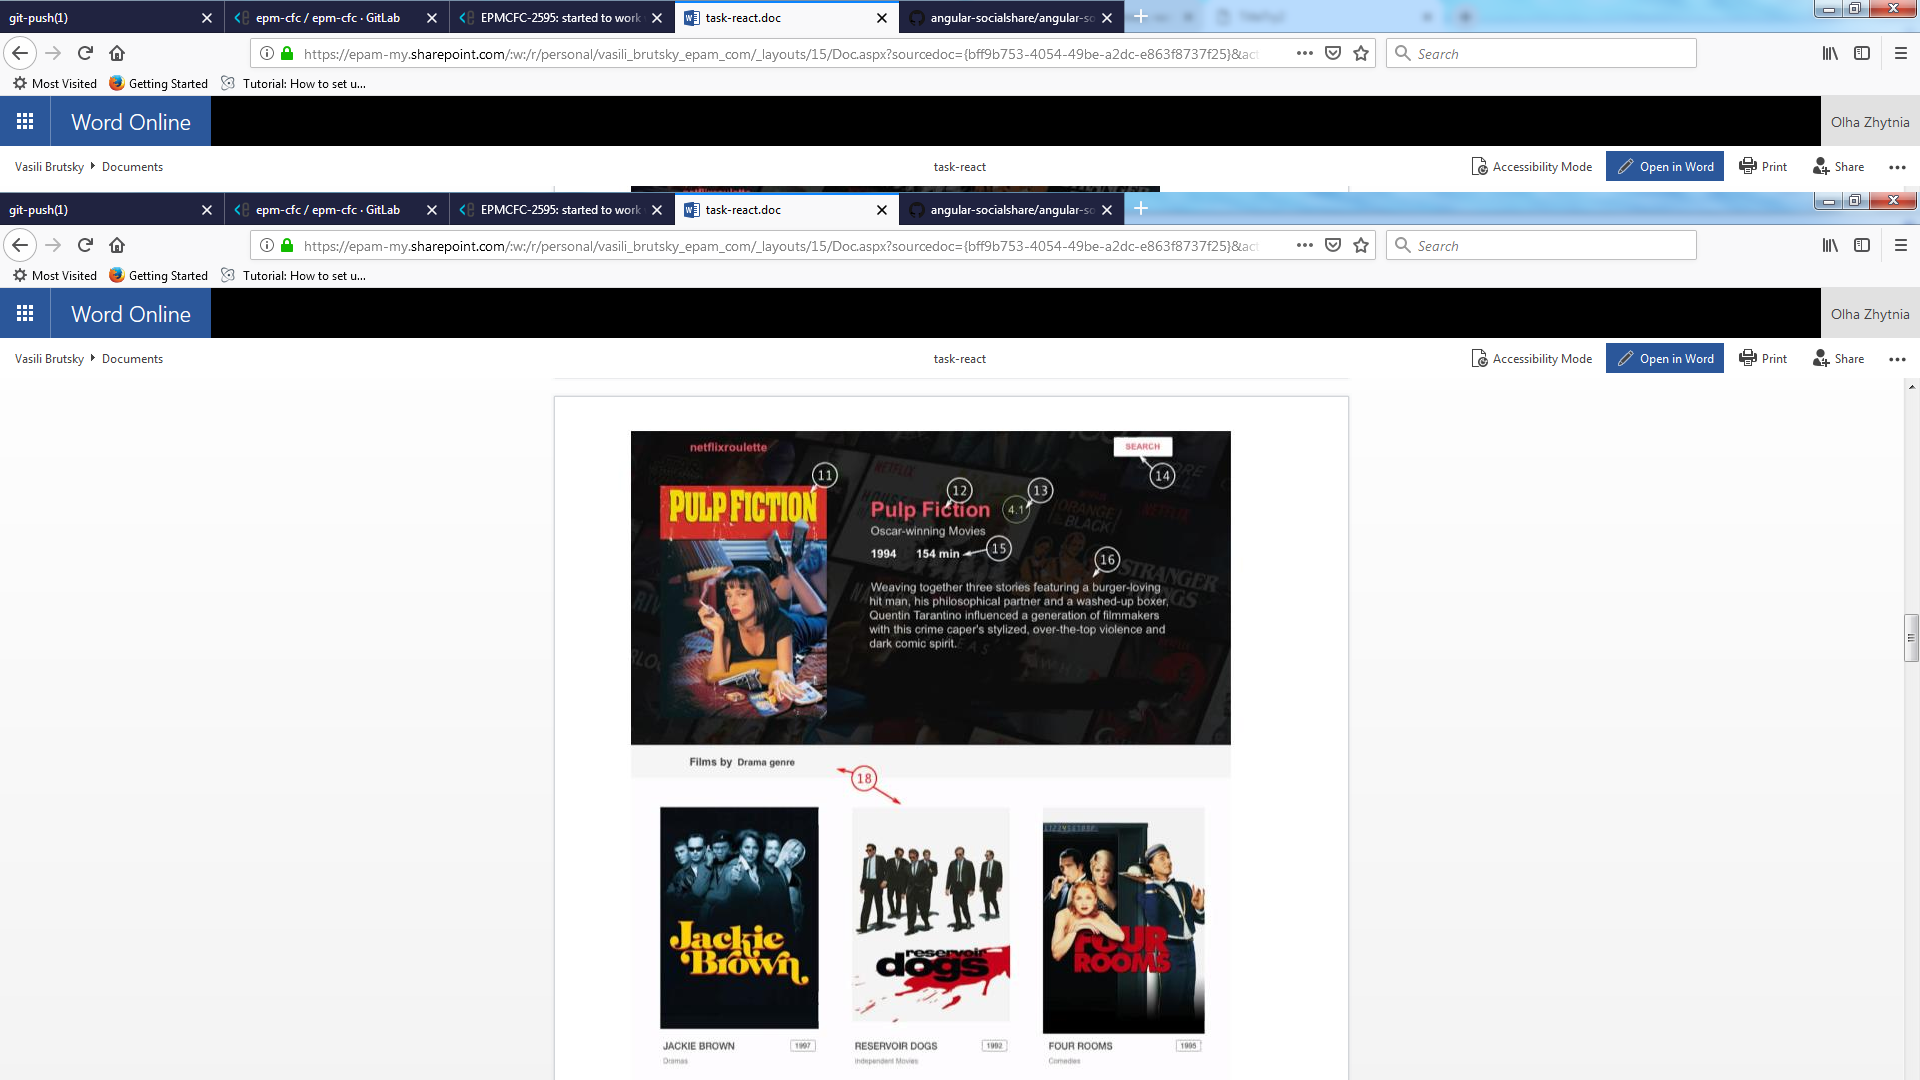 git-push(1)
epm-cfc / epm-cfc · GitLab
EPMCFC-2595: started to work
task-react.doc
angular-socialshare/angular-so
https://epam-my.sharepoint.com/:w:/r/personal/vasili_brutsky_epam_com/_layouts/15/Doc.aspx?sourcedoc={bff9b753-4054-49be-a2dc-e863f8737f25}&act
Search
Most Visited
Getting Started
Tutorial: How to set u...
Word Online
Olha Zhytnia
Vasili Brutsky
Documents
task-react
Accessibility Mode
Open in Word
Print
Share
netflixroulette
git-push(1)
epm-cfc / epm-cfc · GitLab
EPMCFC-2595: started to work
task-react.doc
angular-socialshare/angular-so
https://epam-my.sharepoint.com/:w:/r/personal/vasili_brutsky_epam_com/_layouts/15/Doc.aspx?sourcedoc={bff9b753-4054-49be-a2dc-e863f8737f25}&act
Search
Most Visited
Getting Started
Tutorial: How to set u...
Word Online
Olha Zhytnia
Vasili Brutsky
Documents
task-react
Accessibility Mode
Open in Word
Print
Share
netflixroulette
SEARCH
11
14
12
13
PULP FICTION
Pulp Fiction
4.1
Oscar-winning Movies
1994
154 min
15
16
Weaving together three stories featuring a burger-loving
hit man, his philosophical partner and a washed-up boxer,
Quentin Tarantino influenced a generation of filmmakers
with this crime caper's stylized, over-the-top violence and
dark comic spirit.
NETFLIX
ORANGE
BLACK
STRANGER
Films by Drama genre
18
Jackie
Brown
reservoir
dogs
FOUR
ROOMS
JACKIE BROWN
1997
Dramas
RESERVOIR DOGS
1992
Independent Movies
FOUR ROOMS
1995
Comedies